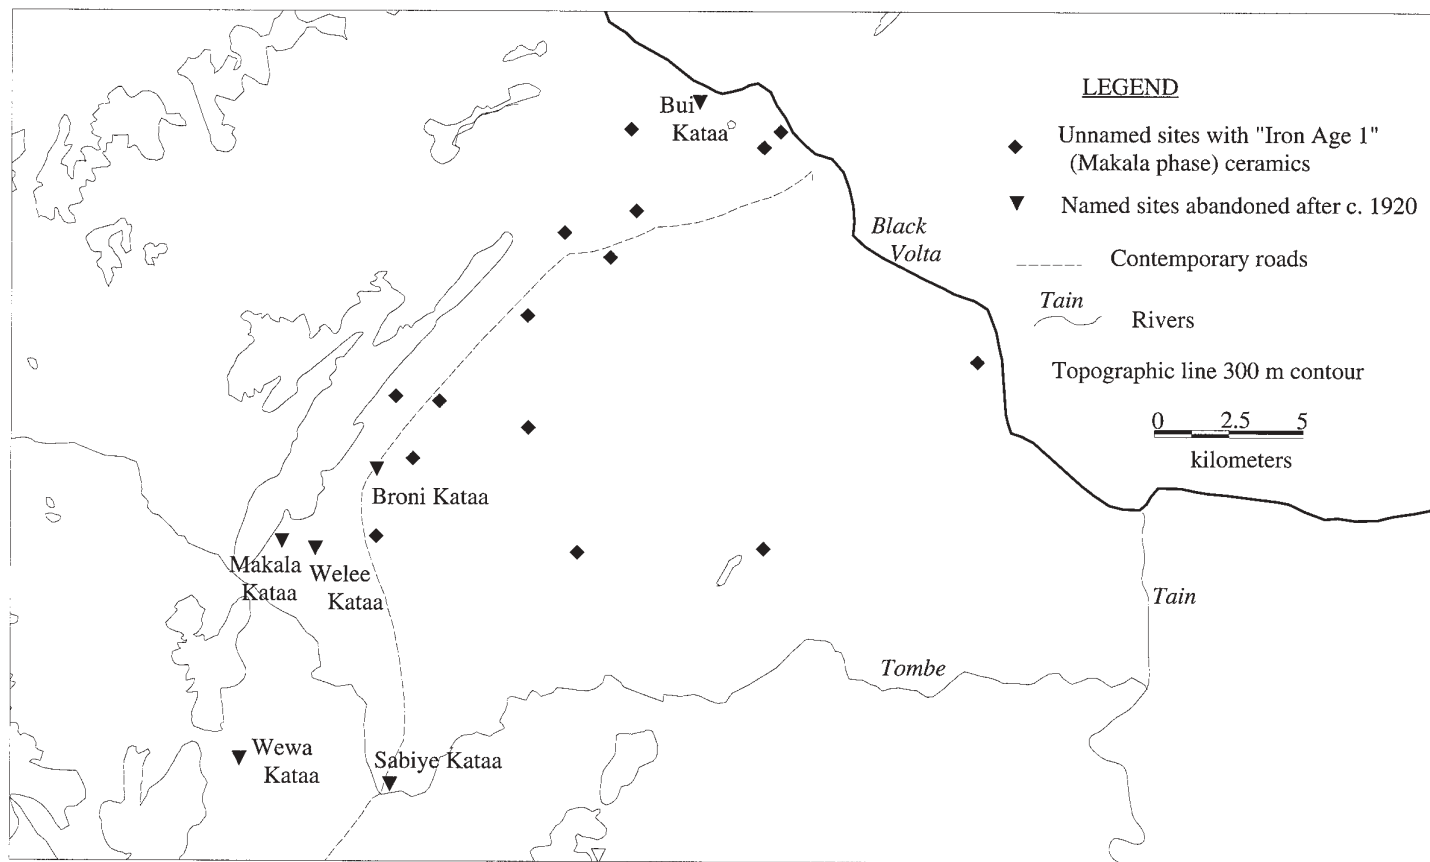 Bui
Kataa
LEGEND
Unnamed sites with "Iron Age 1"
(Makala phase) ceramics
Named sites abandoned after c. 1920
Contemporary roads
Tain
Rivers
Topographic line 300 m contour
0 2.5 5
kilometers
Black
Volta
Broni Kataa
Makala
Kataa
Welee
Kataa
Tain
Tombe
Wewa
Kataa
Sabiye Kataa